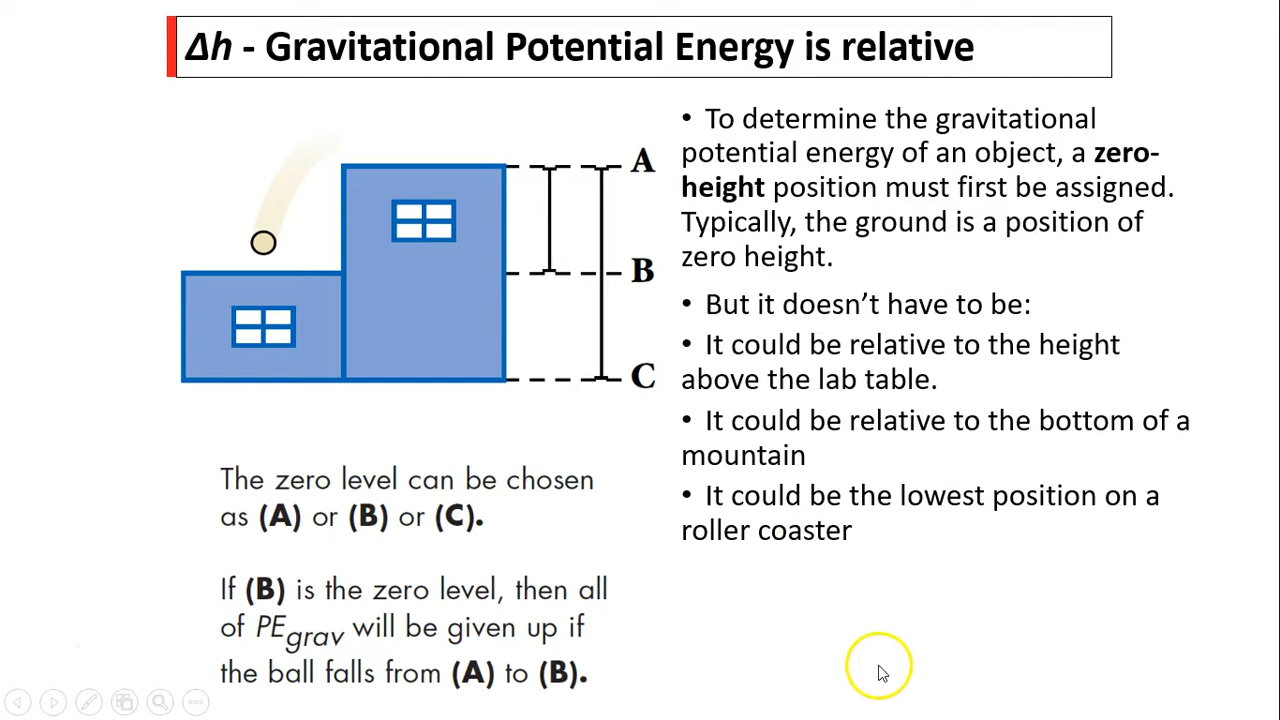 Δh - Gravitational Potential Energy is relative
A
B
C
The zero level can be chosen
as (A) or (B) or (C).
If (B) is the zero level, then all
of PEgrav will be given up if
the ball falls from (A) to (B).
• To determine the gravitational
potential energy of an object, a zero-
height position must first be assigned.
Typically, the ground is a position of
zero height.
• But it doesn’t have to be:
• It could be relative to the height
above the lab table.
• It could be relative to the bottom of a
mountain
• It could be the lowest position on a
roller coaster